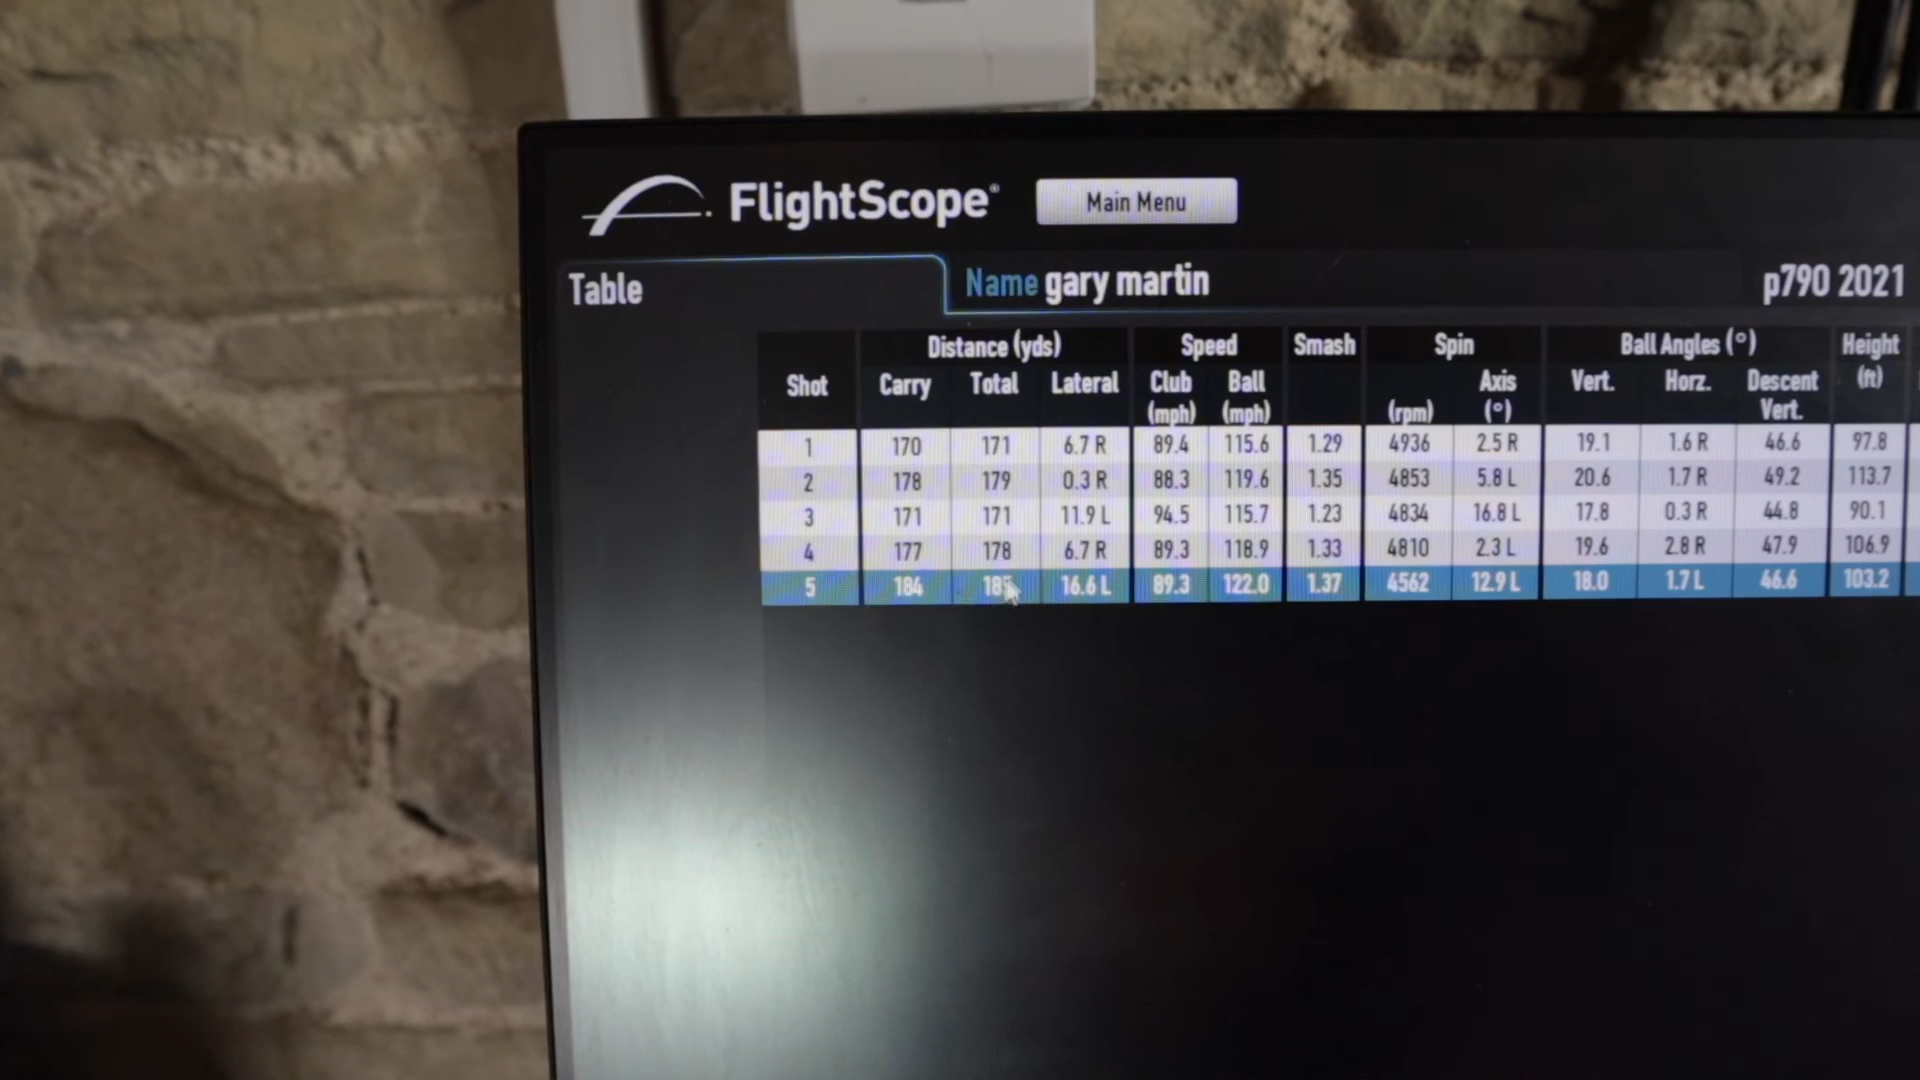 FlightScope® Main Menu
Table Name gary martin p790 2021
Distance (yds) Speed Smash Spin Ball Angles (°) Height
Shot Carry Total Lateral Club Ball Axis Vert. Horz. Descent (ft)
(mph) (mph) (rpm) (°) Vert.
1 170 171 6.7 R 89.4 115.6 1.29 4936 2.5 R 19.1 1.6 R 46.6 97.8
2 178 179 0.3 R 88.3 119.6 1.35 4853 5.8 L 20.6 1.7 R 49.2 113.7
3 171 171 11.9 L 94.5 115.7 1.23 4834 16.8 L 17.8 0.3 R 44.8 90.1
4 177 178 6.7 R 89.3 118.9 1.33 4810 2.3 L 19.6 2.8 R 47.9 106.9
5 184 185 16.6 L 89.3 122.0 1.37 4562 12.9 L 18.0 1.7 L 46.6 103.2